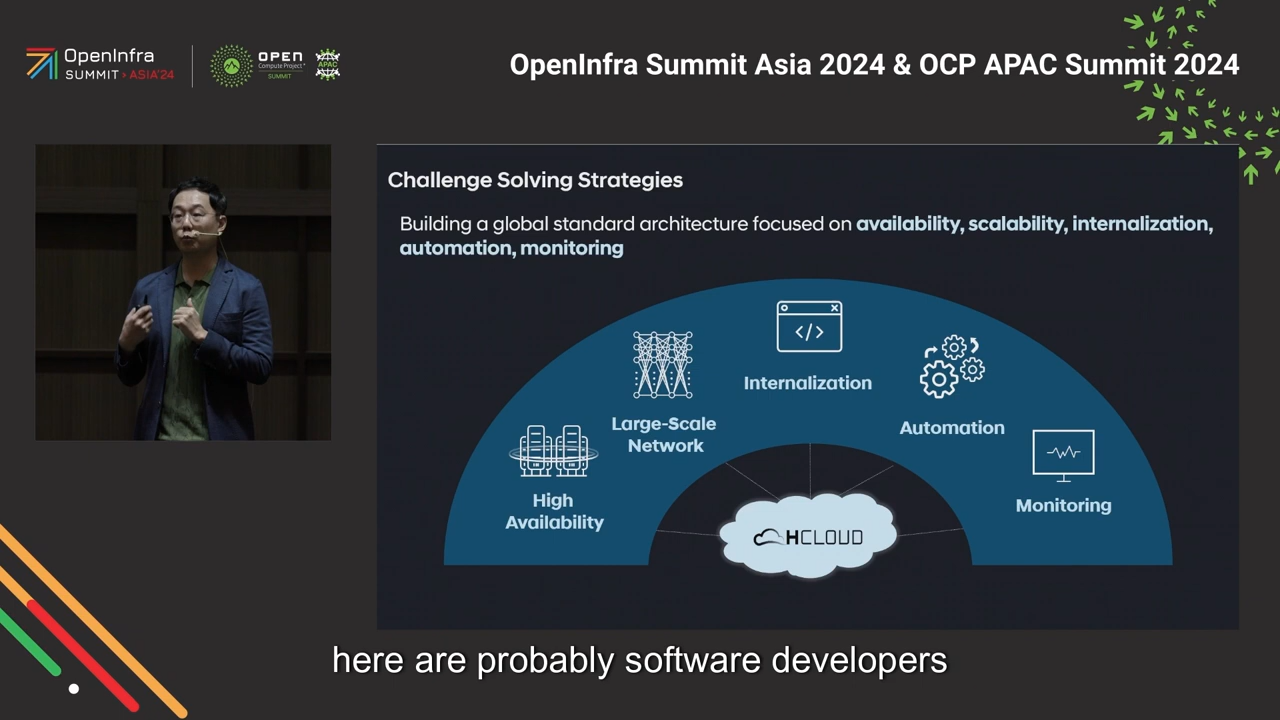 OpenInfra
SUMMIT ASIA'24
OPEN
Compute Project®
SUMMIT
APAC
OpenInfra Summit Asia 2024 & OCP APAC Summit 2024
Challenge Solving Strategies
Building a global standard architecture focused on availability, scalability, internalization,
automation, monitoring
High
Availability
Large-Scale
Network
</>
Internalization
Automation
Monitoring
HCLOUD
here are probably software developers